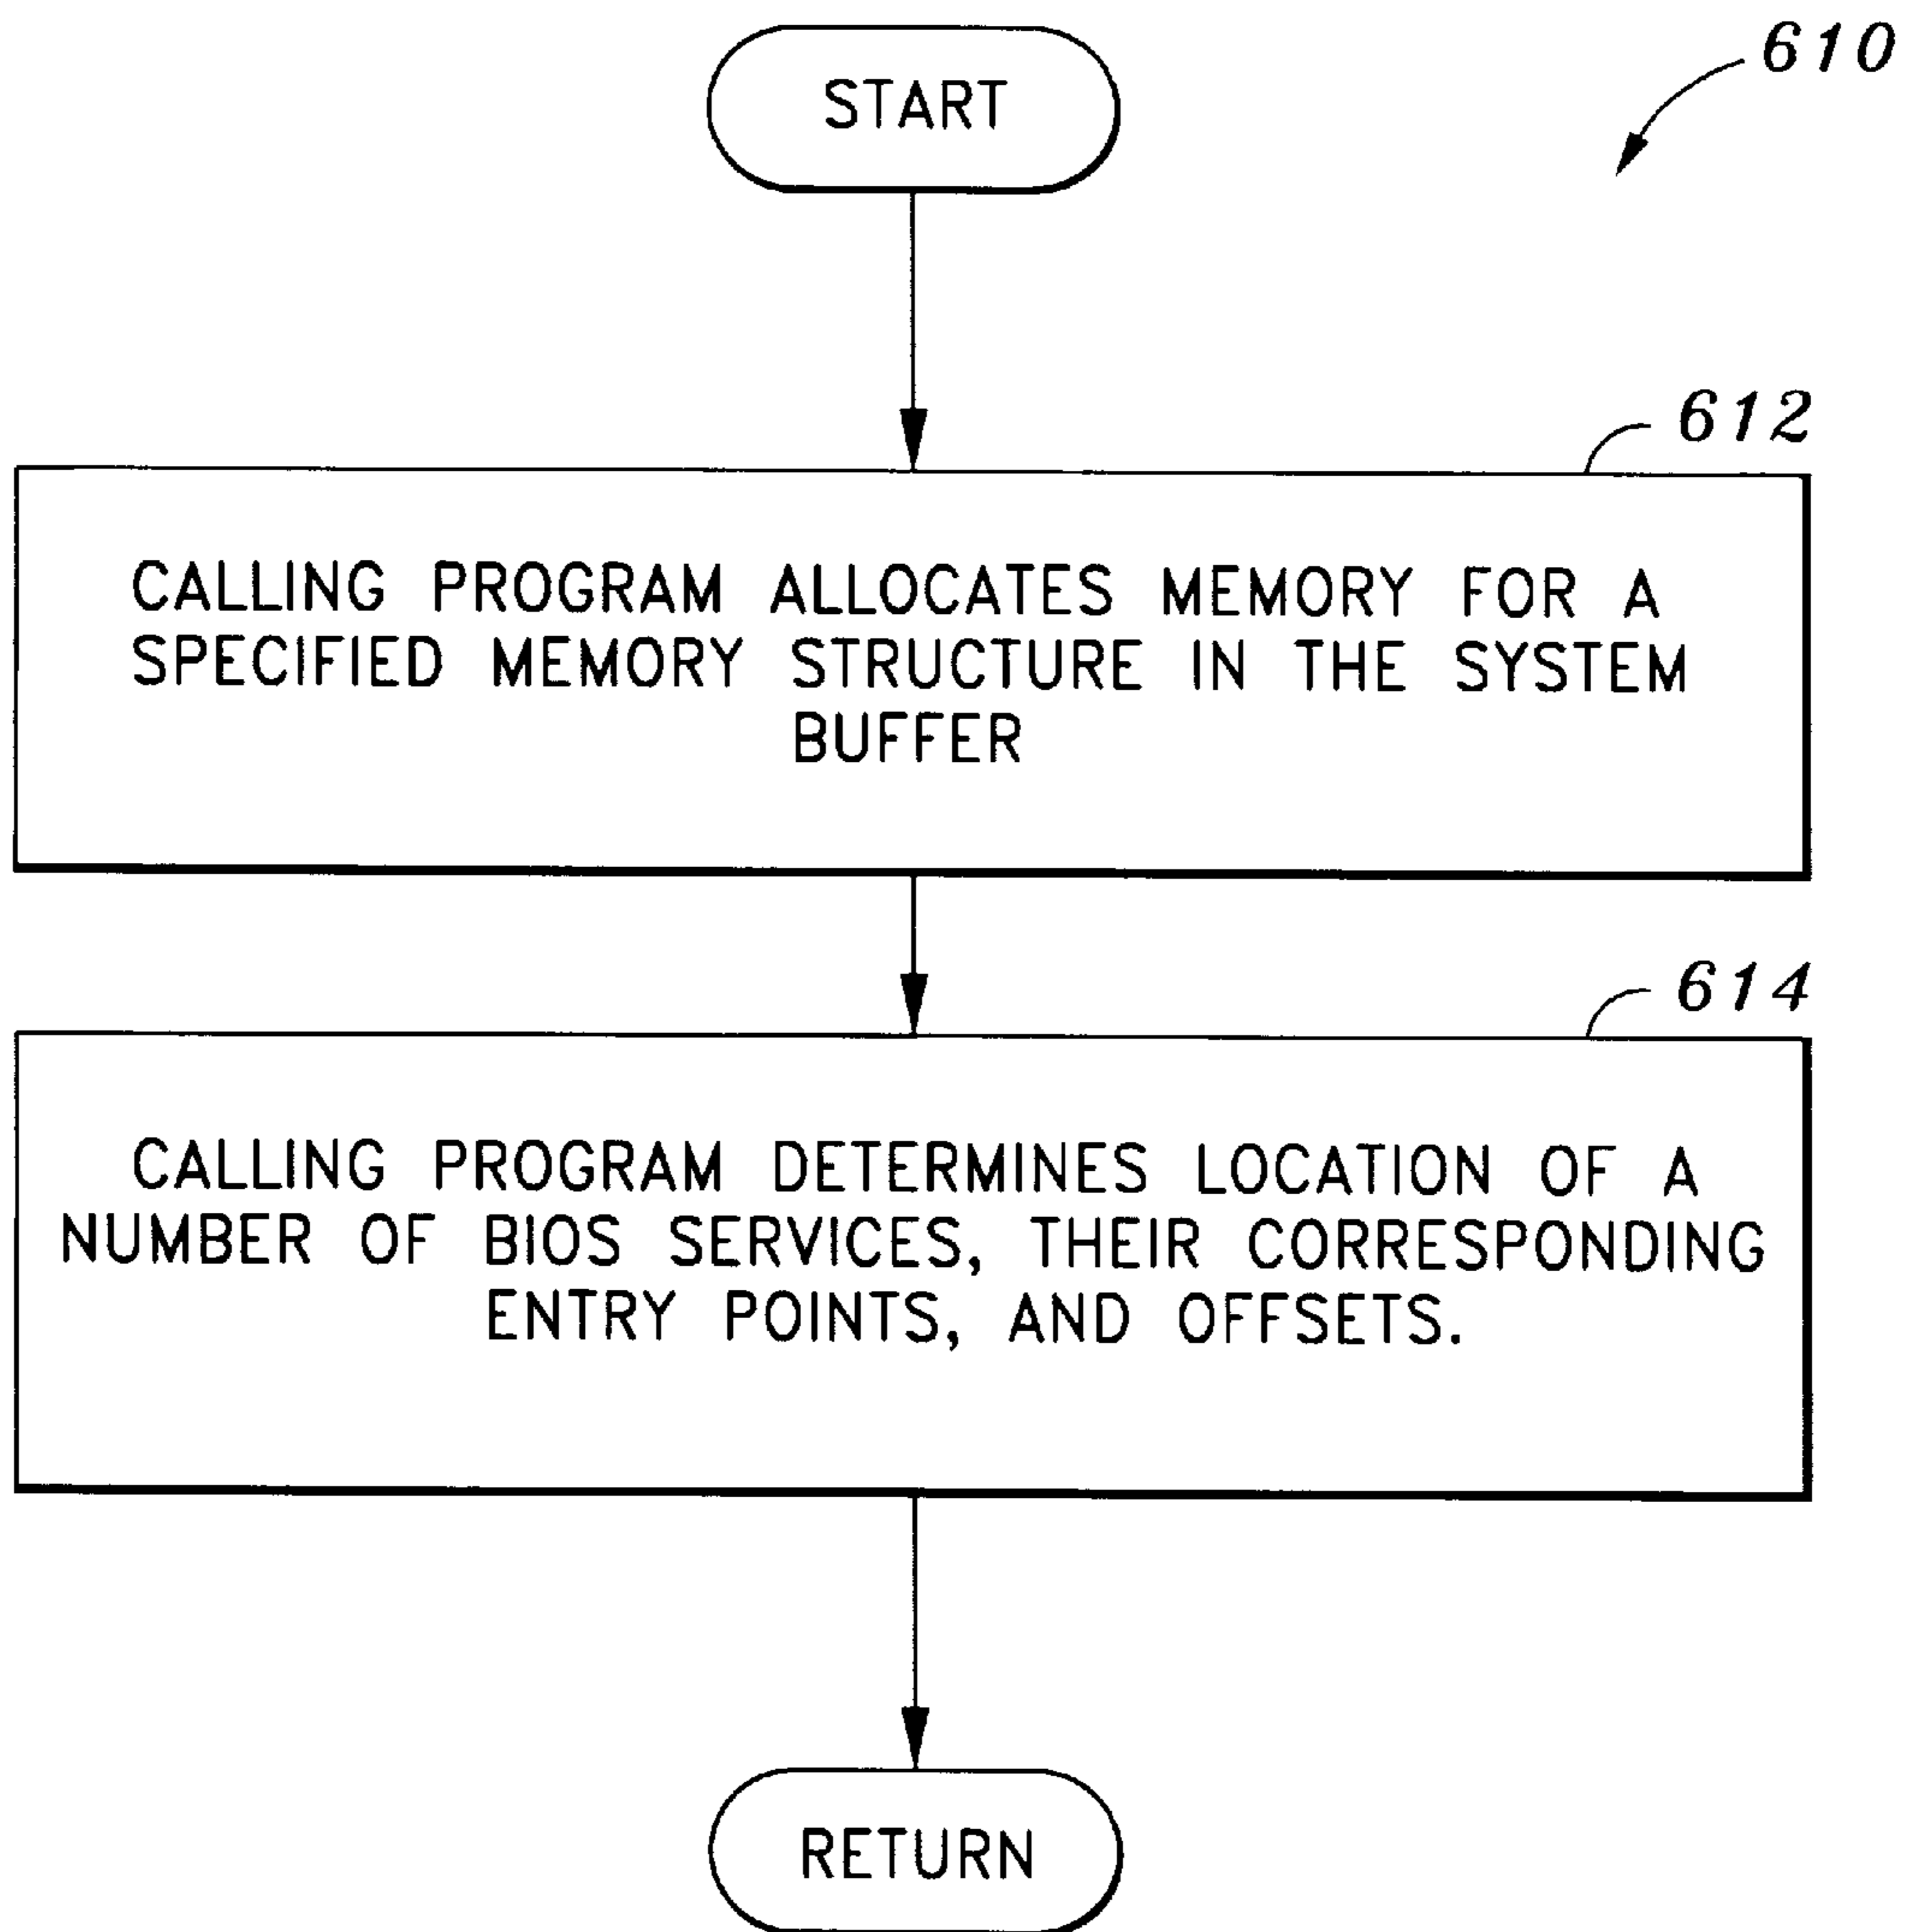 START
610
612
CALLING PROGRAM ALLOCATES MEMORY FOR A
SPECIFIED MEMORY STRUCTURE IN THE SYSTEM
BUFFER
614
CALLING PROGRAM DETERMINES LOCATION OF A
NUMBER OF BIOS SERVICES, THEIR CORRESPONDING
ENTRY POINTS, AND OFFSETS.
RETURN